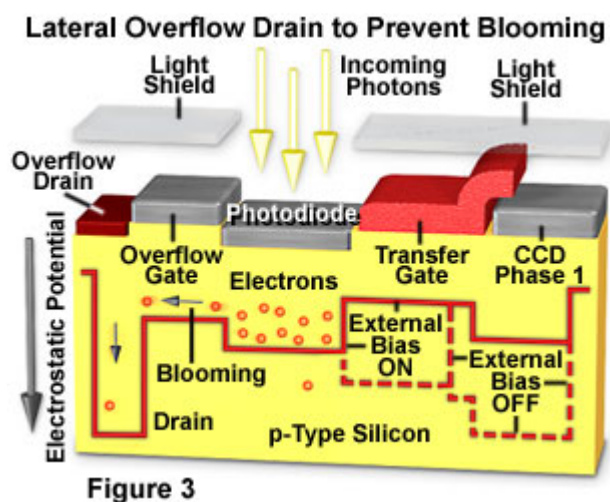 Lateral Overflow Drain to Prevent Blooming
Light
Shield
Incoming
Photons
Light
Shield
Overflow
Drain
Photodiode
Overflow
Gate
Transfer
Gate
CCD
Phase 1
Electrons
Electrostatic Potential
External
Bias
ON
External
Bias
OFF
Blooming
Drain
p-Type Silicon
Figure 3